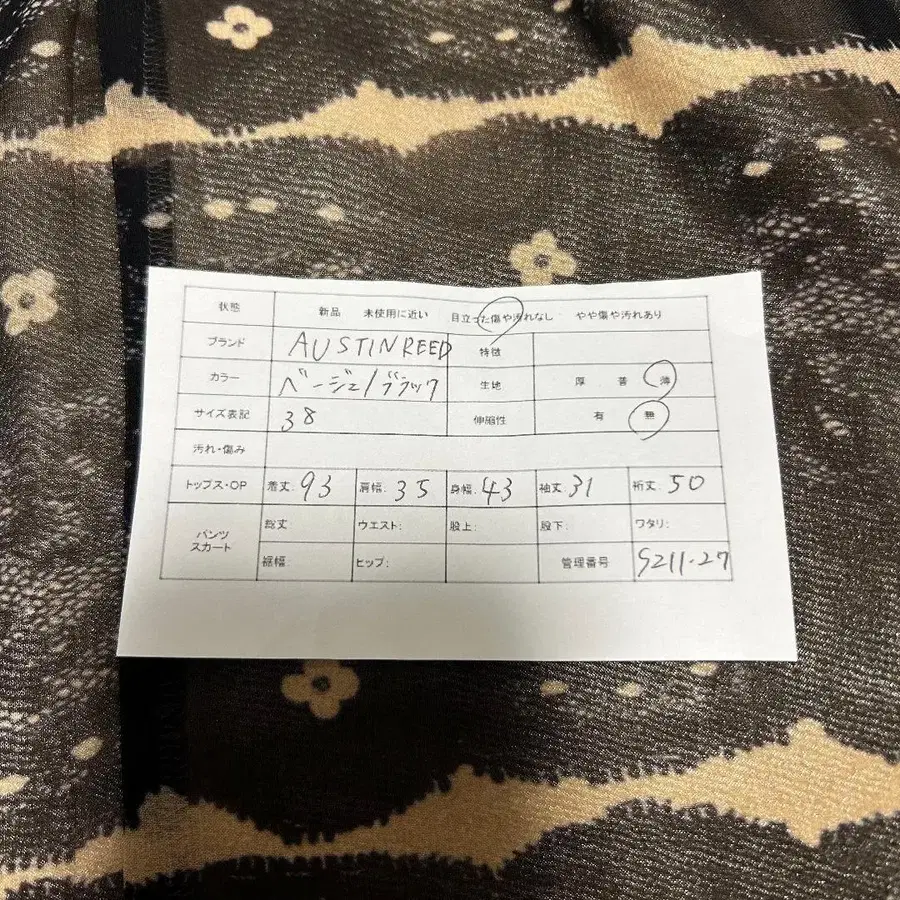 状態 新品 未使用に近い 目立った傷や汚れなし やや傷や汚れあり
ブランド AUSTINREED 特徴
カラー ベージュ/ブラック 生地 厚 普 薄
サイズ表記 38 伸縮性 有 無
汚れ・傷み
トップス・OP 着丈: 93 肩幅: 35 身幅: 43 袖丈: 31 裄丈: 50
パンツ スカート 総丈 ウエスト: 股上: 股下: ワタリ:
裾幅: ヒップ: 管理番号 S211-27